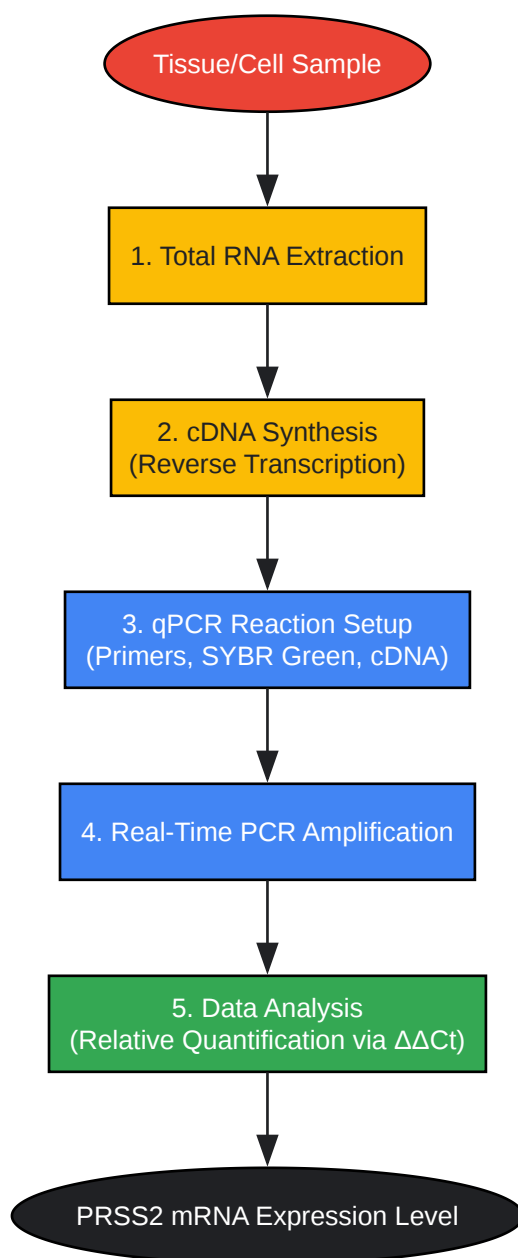 Tissue/Cell Sample
1. Total RNA Extraction
2. cDNA Synthesis
(Reverse Transcription)
3. qPCR Reaction Setup
(Primers, SYBR Green, cDNA)
4. Real-Time PCR Amplification
5. Data Analysis
(Relative Quantification via ΔΔCt)
PRSS2 mRNA Expression Level